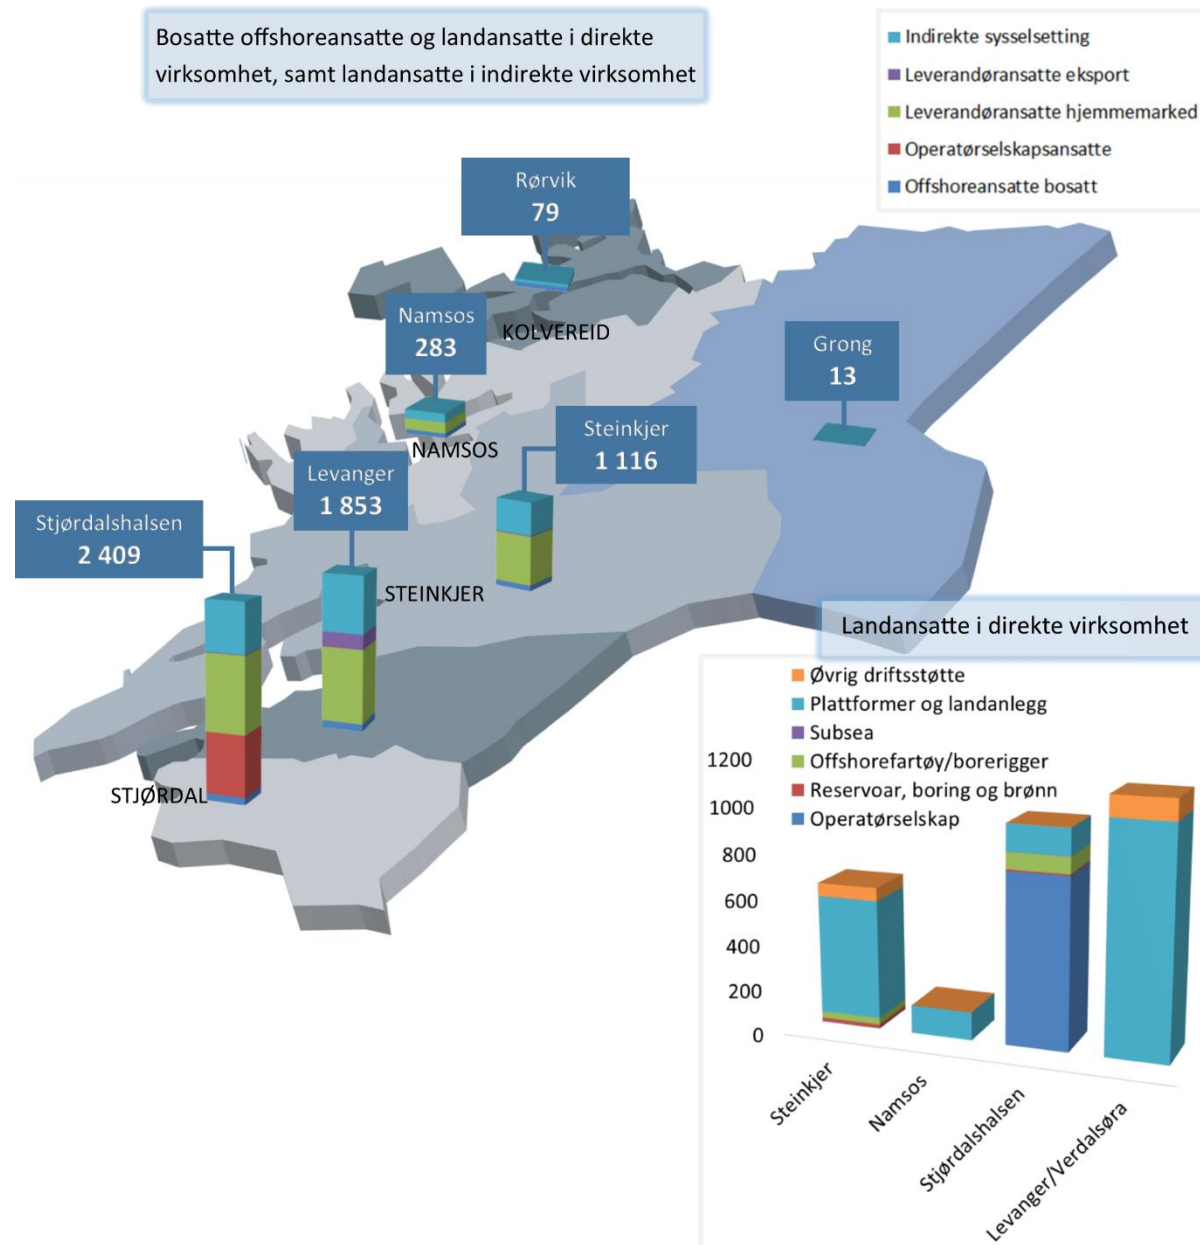 Bosatte offshoreansatte og landansatte i direkte
virksomhet, samt landansatte i indirekte virksomhet
Indirekte sysselsetting
Leverandøransatte eksport
Leverandøransatte hjemmemarked
Operatørselskapsansatte
Offshoreansatte bosatt
Rørvik
79
Namsos
283
KOLVEREID
Grong
13
Steinkjer
1 116
NAMSOS
Levanger
1 853
Stjørdalshalsen
2 409
STEINKJER
STJØRDAL
Landansatte i direkte virksomhet
Øvrig driftsstøtte
Plattformer og landanlegg
Subsea
Offshorefartøy/borerigger
Reservoar, boring og brønn
Operatørselskap
1200
1000
800
600
400
200
0
Steinkjer
Namsos
Stjørdalshalsen
Levanger/Verdalsøra